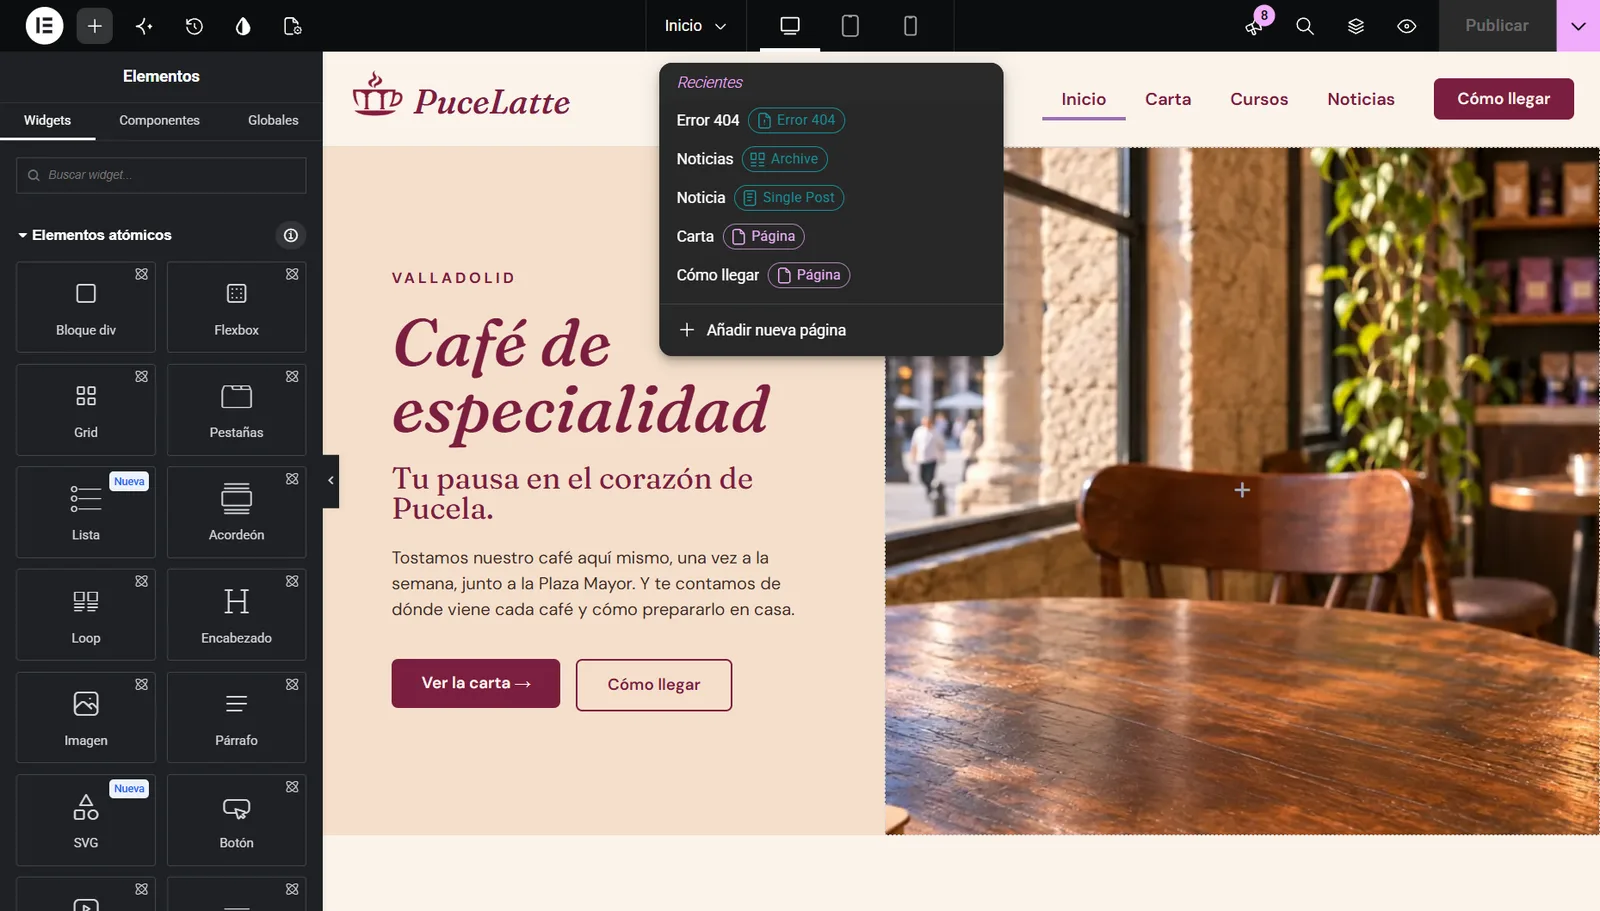 Inicio
8
Publicar
Elementos
Widgets
Componentes
Globales
Buscar widget...
Elementos atómicos
Bloque div
Flexbox
Grid
Pestañas
Nueva
Lista
Acordeón
Loop
Encabezado
Imagen
Párrafo
Nueva
SVG
Botón
PuceLatte
Inicio
Carta
Cursos
Noticias
Cómo llegar
Recientes
Error 404 Error 404
Noticias Archive
Noticia Single Post
Carta Página
Cómo llegar Página
Añadir nueva página
VALLADOLID
Café de
especialidad
Tu pausa en el corazón de
Pucela.
Tostamos nuestro café aquí mismo, una vez a la
semana, junto a la Plaza Mayor. Y te contamos de
dónde viene cada café y cómo prepararlo en casa.
Ver la carta →
Cómo llegar